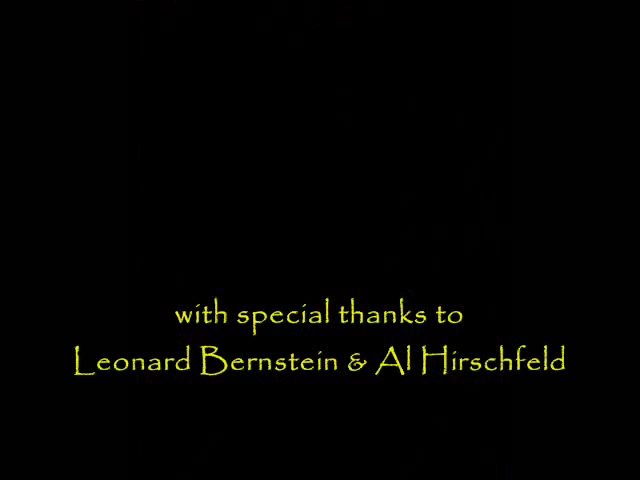 with special thanks to
Leonard Bernstein & Al Hirschfeld